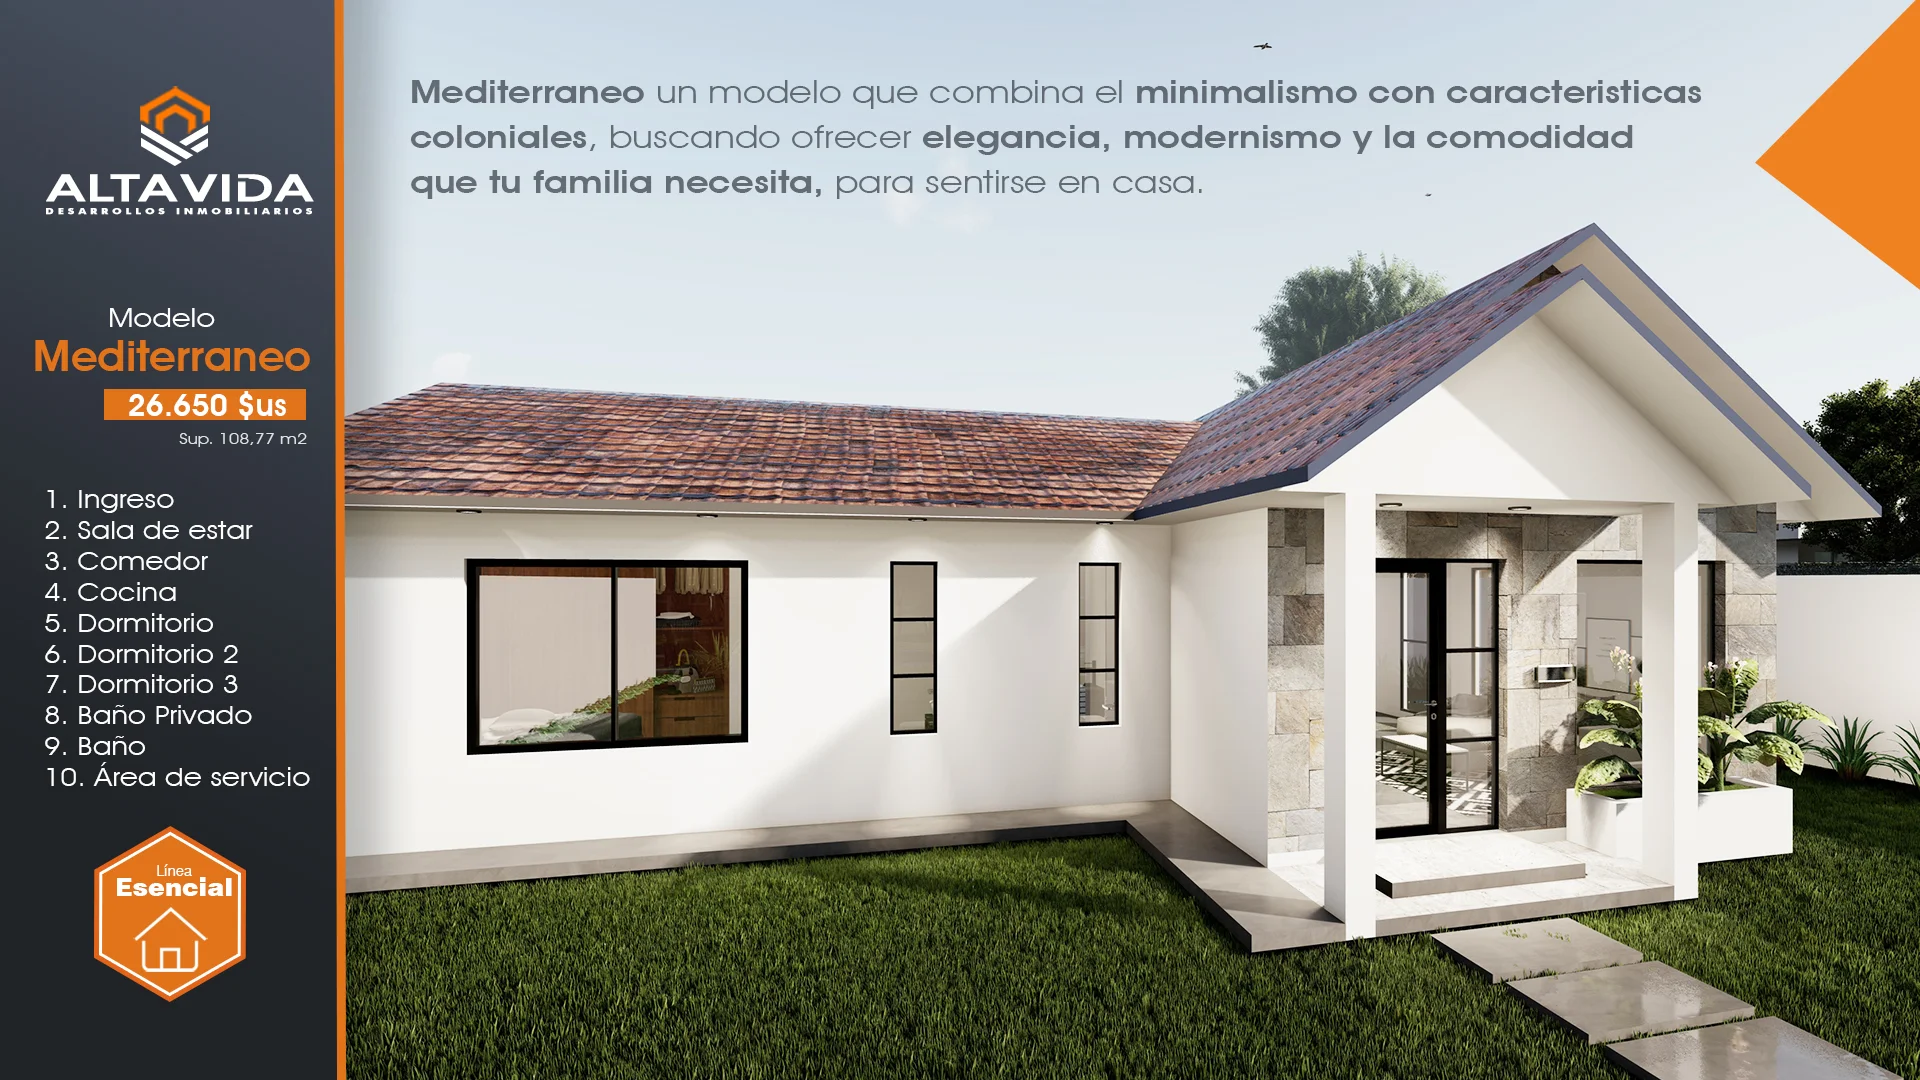 ALTAVIDA
DESARROLLOS INMOBILIARIOS
Modelo
Mediterraneo
26.650 $us
Sup. 108,77 m2
1. Ingreso
2. Sala de estar
3. Comedor
4. Cocina
5. Dormitorio
6. Dormitorio 2
7. Dormitorio 3
8. Baño Privado
9. Baño
10. Área de servicio
Línea
Esencial
Mediterraneo un modelo que combina el minimalismo con caracteristicas
coloniales, buscando ofrecer elegancia, modernismo y la comodidad
que tu familia necesita, para sentirse en casa.